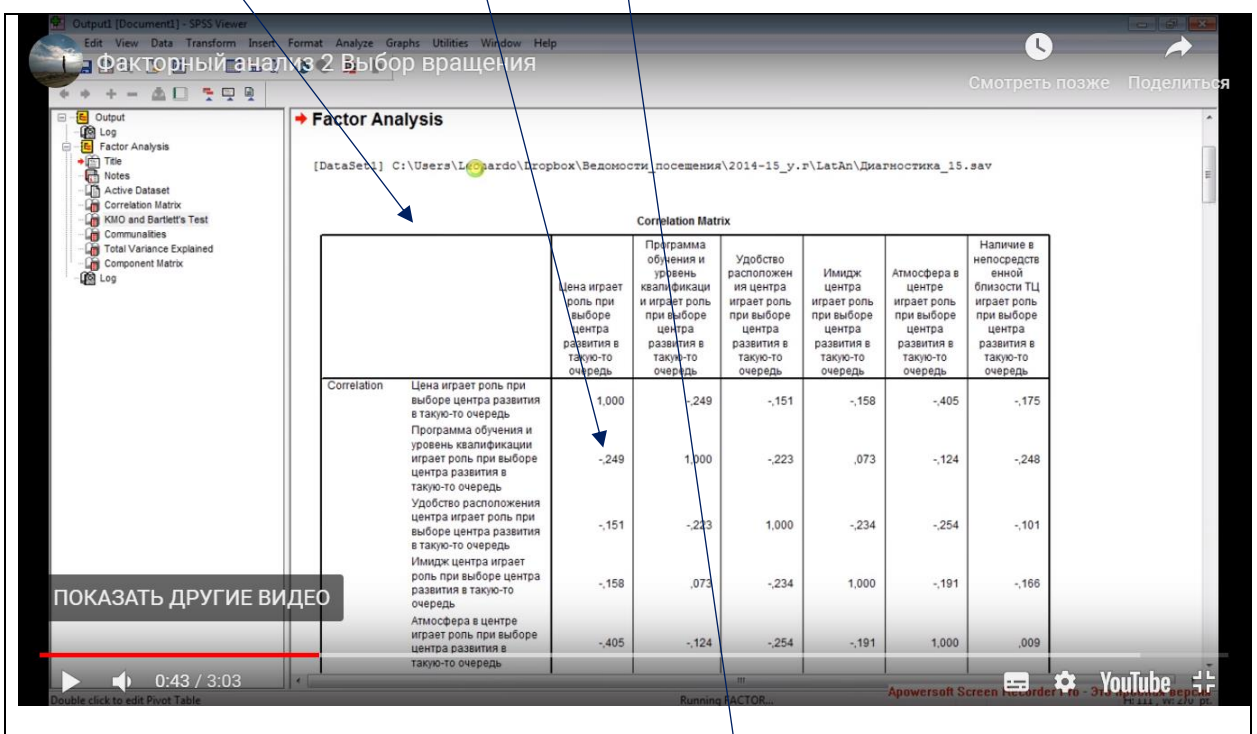 Output1 [Document1] - SPSS Viewer
Edit View Data Transform Insert Format Analyze Graphs Utilities Window Help
Факторный анализ 2 Выбор вращения
Смотреть позже Поделиться
Output
Log
Factor Analysis
Title
Notes
Active Dataset
Correlation Matrix
KMO and Bartlett's Test
Communalities
Total Variance Explained
Component Matrix
Log
Factor Analysis
[DataSet1] C:\Users\Leonardo\Dropbox\Ведомости_посещения\2014-15_у.г\LatAn\Диагностика_15.sav
Correlation Matrix
Цена играет
роль при
выборе
центра
развития в
такую-то
очередь
Программа
обучения и
уровень
квалификаци
и играет роль
при выборе
центра
развития в
такую-то
очередь
Удобство
расположен
ия центра
играет роль
при выборе
центра
развития в
такую-то
очередь
Имидж
центра
играет роль
при выборе
центра
развития в
такую-то
очередь
Атмосфера в
центре
играет роль
при выборе
центра
развития в
такую-то
очередь
Наличие в
непосредств
енной
близости ТЦ
играет роль
при выборе
центра
развития в
такую-то
очередь
Correlation
Цена играет роль при
выборе центра развития
в такую-то очередь
1,000 -,249 -,151 -,158 -,405 -,175
Программа обучения и
уровень квалификации
играет роль при выборе
центра развития в
такую-то очередь
-,249 1,000 -,223 ,073 -,124 -,248
Удобство расположения
центра играет роль при
выборе центра развития
в такую-то очередь
-,151 -,223 1,000 -,234 -,254 -,101
Имидж центра играет
роль при выборе центра
развития в такую-то
очередь
-,158 ,073 -,234 1,000 -,191 -,166
Атмосфера в центре
играет роль при выборе
центра развития в
такую-то очередь
-,405 -,124 -,254 -,191 1,000 ,009
ПОКАЗАТЬ ДРУГИЕ ВИДЕО
0:43 / 3:03
YouTube
Double click to edit Pivot Table
Running FACTOR...
Apowersoft Screen Recorder Pro - Это версия